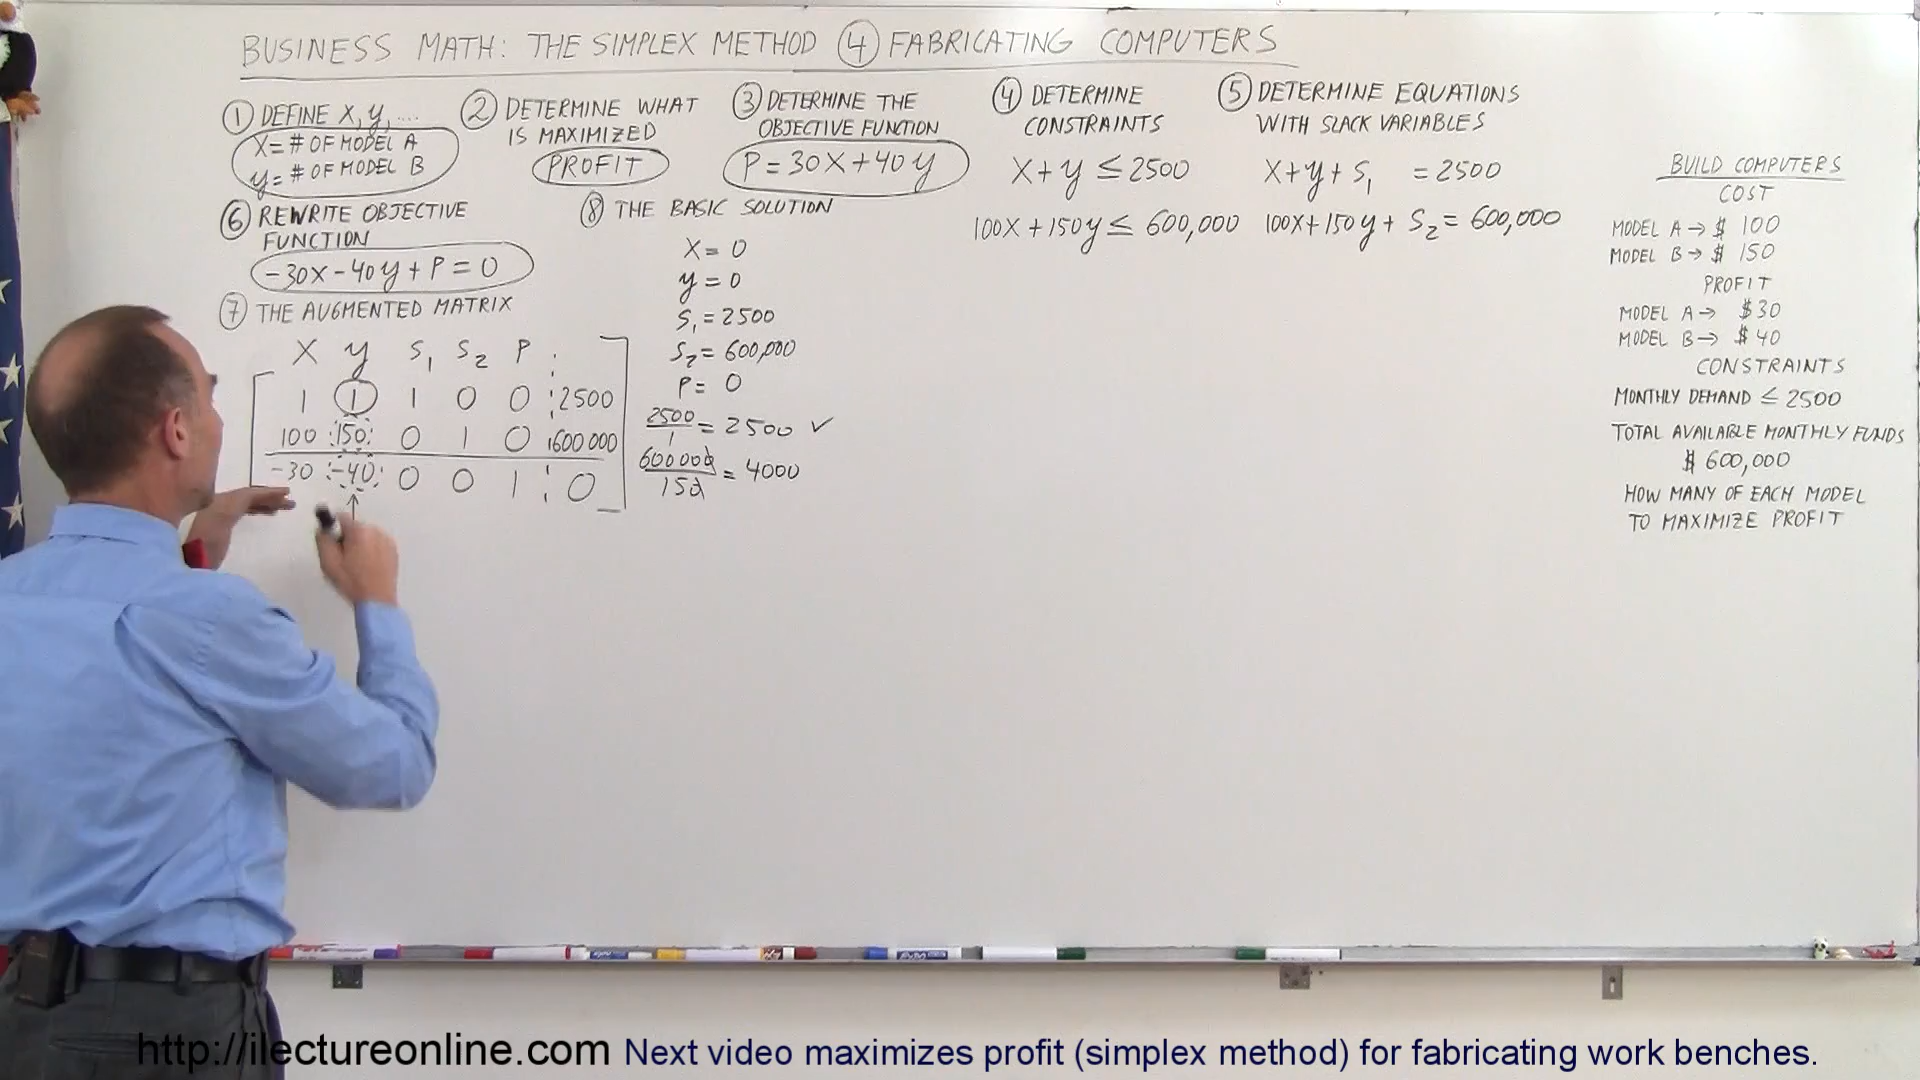 BUSINESS MATH: THE SIMPLEX METHOD ④ FABRICATING COMPUTERS
① DEFINE X, y, ....
X = # OF MODEL A
y = # OF MODEL B
② DETERMINE WHAT
IS MAXIMIZED
PROFIT
③ DETERMINE THE
OBJECTIVE FUNCTION
P = 30X + 40y
④ DETERMINE
CONSTRAINTS
X + y ≤ 2500
100X + 150y ≤ 600,000
⑤ DETERMINE EQUATIONS
WITH SLACK VARIABLES
X + y + S₁ = 2500
100X + 150y + S₂ = 600,000
⑥ REWRITE OBJECTIVE
FUNCTION
-30X - 40y + P = 0
⑦ THE AUGMENTED MATRIX
X y S₁ S₂ P
1 1 1 0 0 2500
100 150 0 1 0 600 000
-30 -40 0 0 1 0
⑧ THE BASIC SOLUTION
X = 0
y = 0
S₁ = 2500
S₂ = 600,000
P = 0
2500/1 = 2500 ✓
600 000/150 = 4000
BUILD COMPUTERS
COST
MODEL A → $ 100
MODEL B → $ 150
PROFIT
MODEL A → $30
MODEL B → $ 40
CONSTRAINTS
MONTHLY DEMAND ≤ 2500
TOTAL AVAILABLE MONTHLY FUNDS
$ 600,000
HOW MANY OF EACH MODEL
TO MAXIMIZE PROFIT
http://ilectureonline.com Next video maximizes profit (simplex method) for fabricating work benches.